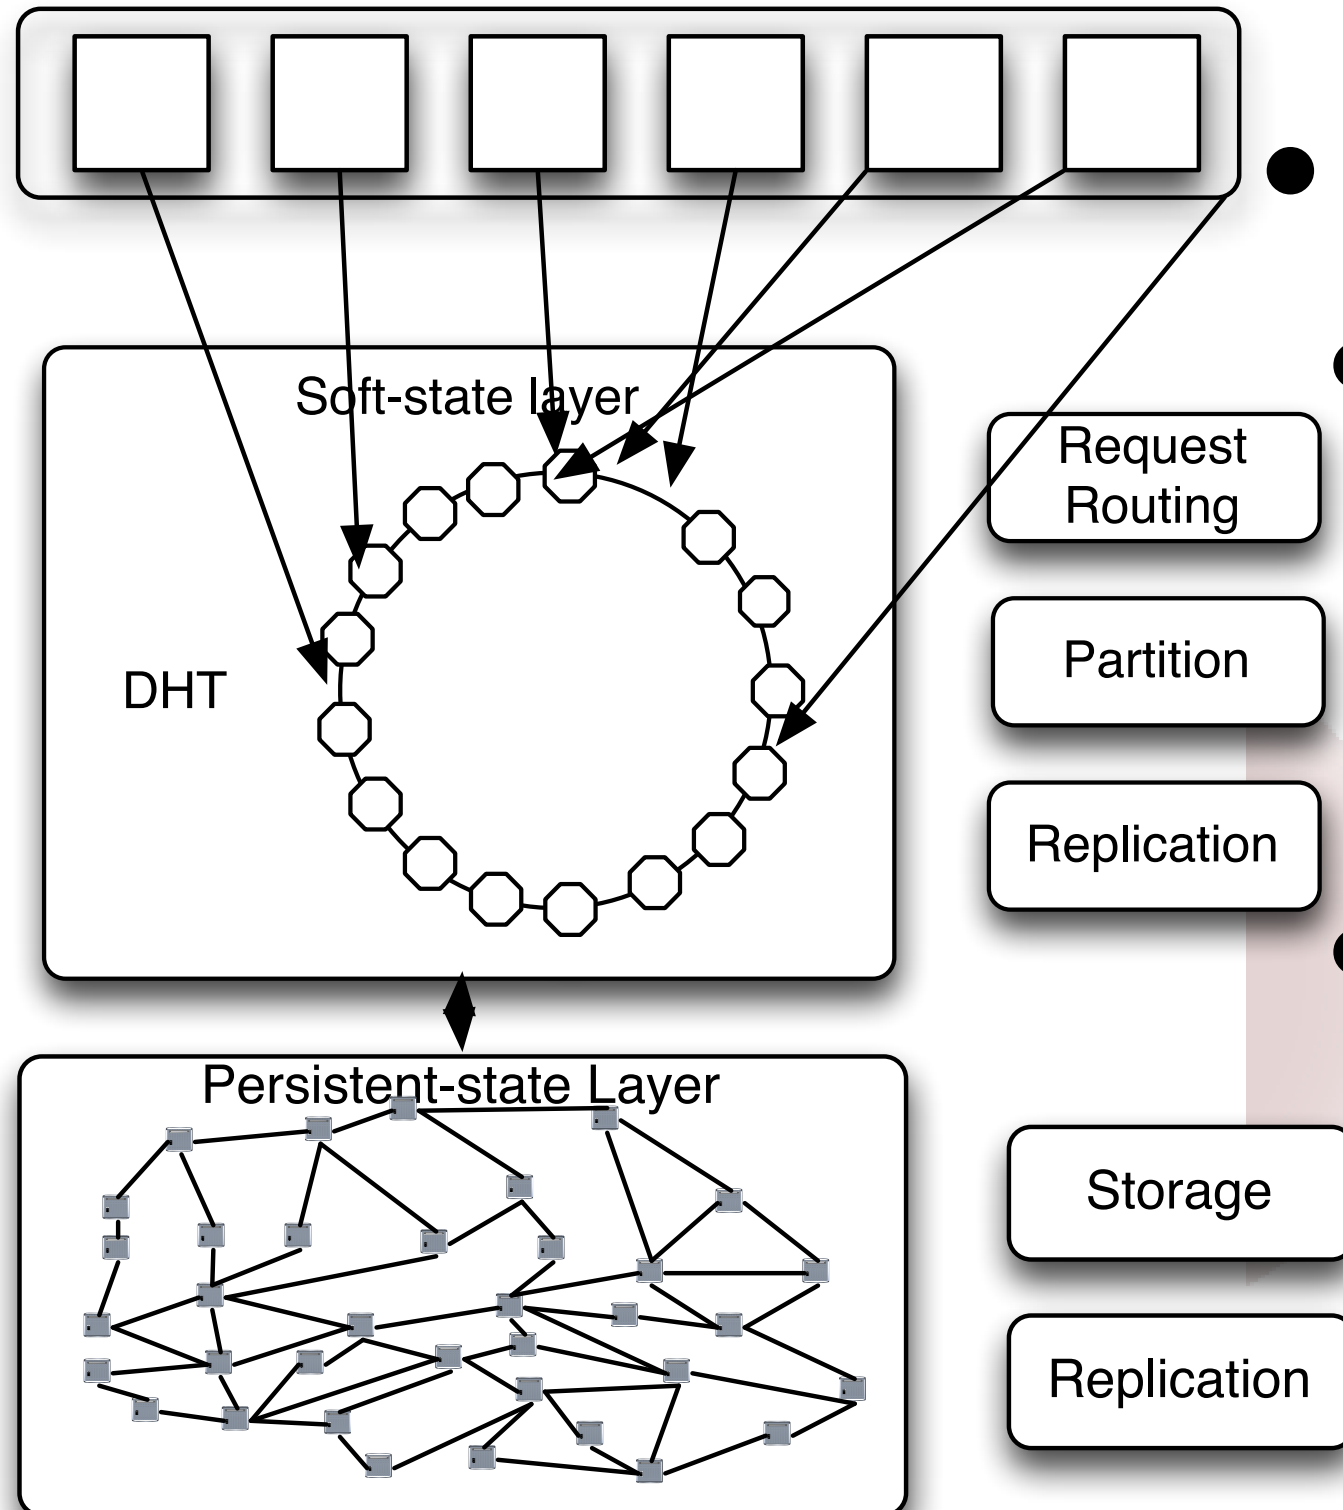 Soft-state layer
Request
Routing
DHT
Partition
Replication
Persistent-state Layer
Storage
Replication